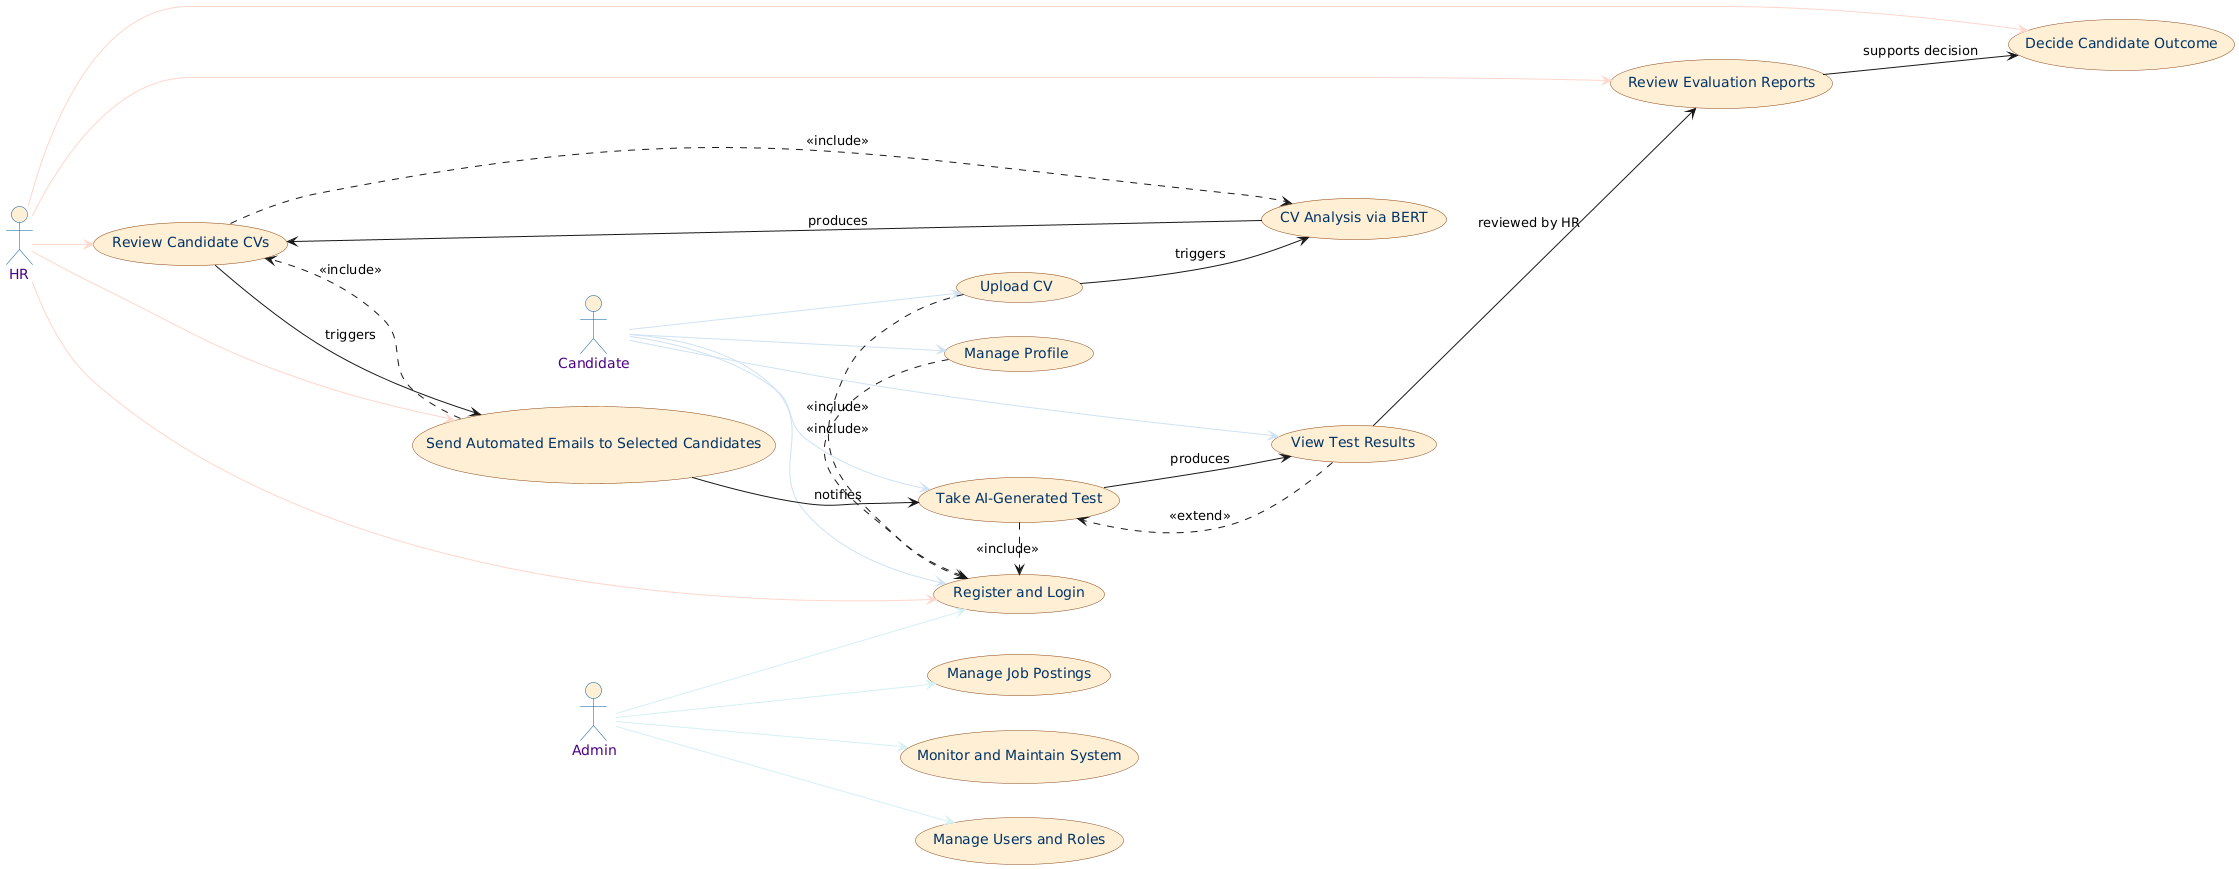 Decide Candidate Outcome
supports decision
Review Evaluation Reports
«include»
CV Analysis via BERT
produces
reviewed by HR
Review Candidate CVs
HR
triggers
«include»
Upload CV
triggers
Candidate
Manage Profile
«include»
«include»
Send Automated Emails to Selected Candidates
View Test Results
produces
notifies
Take AI-Generated Test
«extend»
«include»
Register and Login
Manage Job Postings
Admin
Monitor and Maintain System
Manage Users and Roles